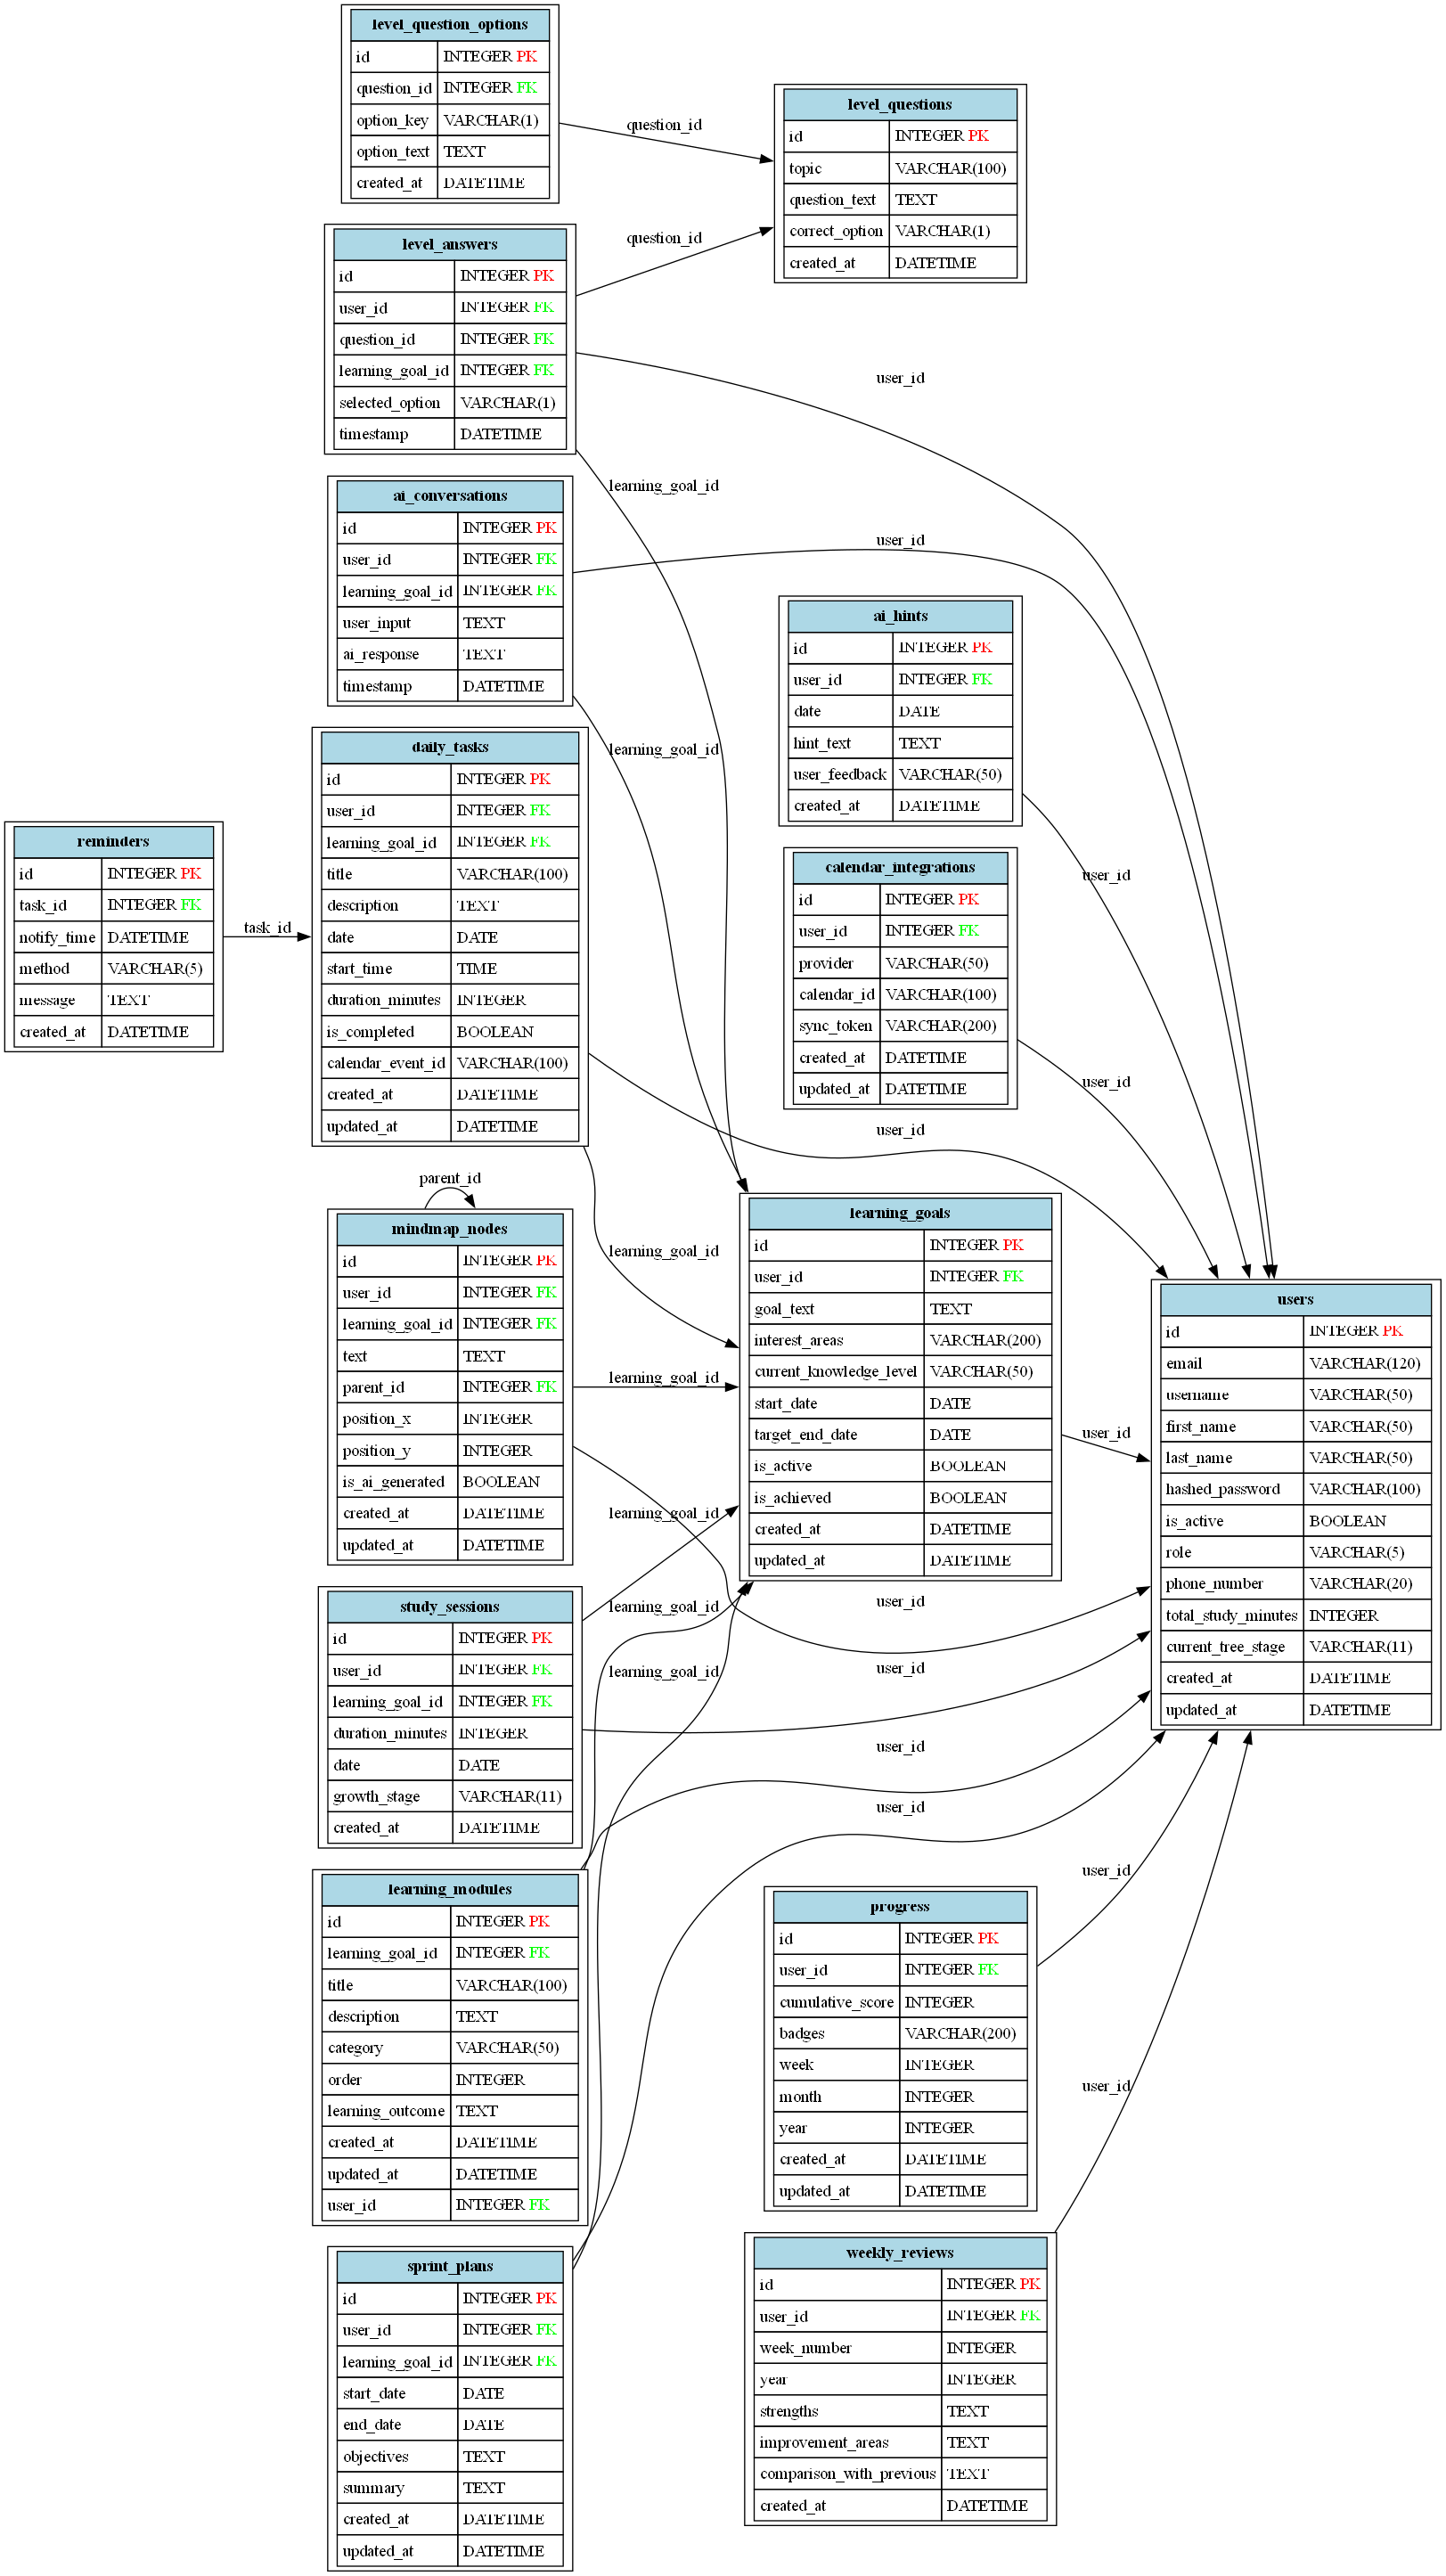 level_question_options
id INTEGER PK
question_id INTEGER FK
option_key VARCHAR(1)
option_text TEXT
created_at DATETIME
question_id
level_questions
id INTEGER PK
topic VARCHAR(100)
question_text TEXT
correct_option VARCHAR(1)
created_at DATETIME
level_answers
id INTEGER PK
user_id INTEGER FK
question_id INTEGER FK
learning_goal_id INTEGER FK
selected_option VARCHAR(1)
timestamp DATETIME
question_id
user_id
learning_goal_id
ai_conversations
id INTEGER PK
user_id INTEGER FK
learning_goal_id INTEGER FK
user_input TEXT
ai_response TEXT
timestamp DATETIME
user_id
learning_goal_id
ai_hints
id INTEGER PK
user_id INTEGER FK
date DATE
hint_text TEXT
user_feedback VARCHAR(50)
created_at DATETIME
user_id
reminders
id INTEGER PK
task_id INTEGER FK
notify_time DATETIME
method VARCHAR(5)
message TEXT
created_at DATETIME
task_id
daily_tasks
id INTEGER PK
user_id INTEGER FK
learning_goal_id INTEGER FK
title VARCHAR(100)
description TEXT
date DATE
start_time TIME
duration_minutes INTEGER
is_completed BOOLEAN
calendar_event_id VARCHAR(100)
created_at DATETIME
updated_at DATETIME
user_id
learning_goal_id
calendar_integrations
id INTEGER PK
user_id INTEGER FK
provider VARCHAR(50)
calendar_id VARCHAR(100)
sync_token VARCHAR(200)
created_at DATETIME
updated_at DATETIME
user_id
parent_id
mindmap_nodes
id INTEGER PK
user_id INTEGER FK
learning_goal_id INTEGER FK
text TEXT
parent_id INTEGER FK
position_x INTEGER
position_y INTEGER
is_ai_generated BOOLEAN
created_at DATETIME
updated_at DATETIME
learning_goal_id
user_id
learning_goals
id INTEGER PK
user_id INTEGER FK
goal_text TEXT
interest_areas VARCHAR(200)
current_knowledge_level VARCHAR(50)
start_date DATE
target_end_date DATE
is_active BOOLEAN
is_achieved BOOLEAN
created_at DATETIME
updated_at DATETIME
user_id
users
id INTEGER PK
email VARCHAR(120)
username VARCHAR(50)
first_name VARCHAR(50)
last_name VARCHAR(50)
hashed_password VARCHAR(100)
is_active BOOLEAN
role VARCHAR(5)
phone_number VARCHAR(20)
total_study_minutes INTEGER
current_tree_stage VARCHAR(11)
created_at DATETIME
updated_at DATETIME
study_sessions
id INTEGER PK
user_id INTEGER FK
learning_goal_id INTEGER FK
duration_minutes INTEGER
date DATE
growth_stage VARCHAR(11)
created_at DATETIME
learning_goal_id
user_id
learning_modules
id INTEGER PK
learning_goal_id INTEGER FK
title VARCHAR(100)
description TEXT
category VARCHAR(50)
order INTEGER
learning_outcome TEXT
created_at DATETIME
updated_at DATETIME
user_id INTEGER FK
learning_goal_id
user_id
sprint_plans
id INTEGER PK
user_id INTEGER FK
learning_goal_id INTEGER FK
start_date DATE
end_date DATE
objectives TEXT
summary TEXT
created_at DATETIME
updated_at DATETIME
learning_goal_id
user_id
progress
id INTEGER PK
user_id INTEGER FK
cumulative_score INTEGER
badges VARCHAR(200)
week INTEGER
month INTEGER
year INTEGER
created_at DATETIME
updated_at DATETIME
user_id
weekly_reviews
id INTEGER PK
user_id INTEGER FK
week_number INTEGER
year INTEGER
strengths TEXT
improvement_areas TEXT
comparison_with_previous TEXT
created_at DATETIME
user_id